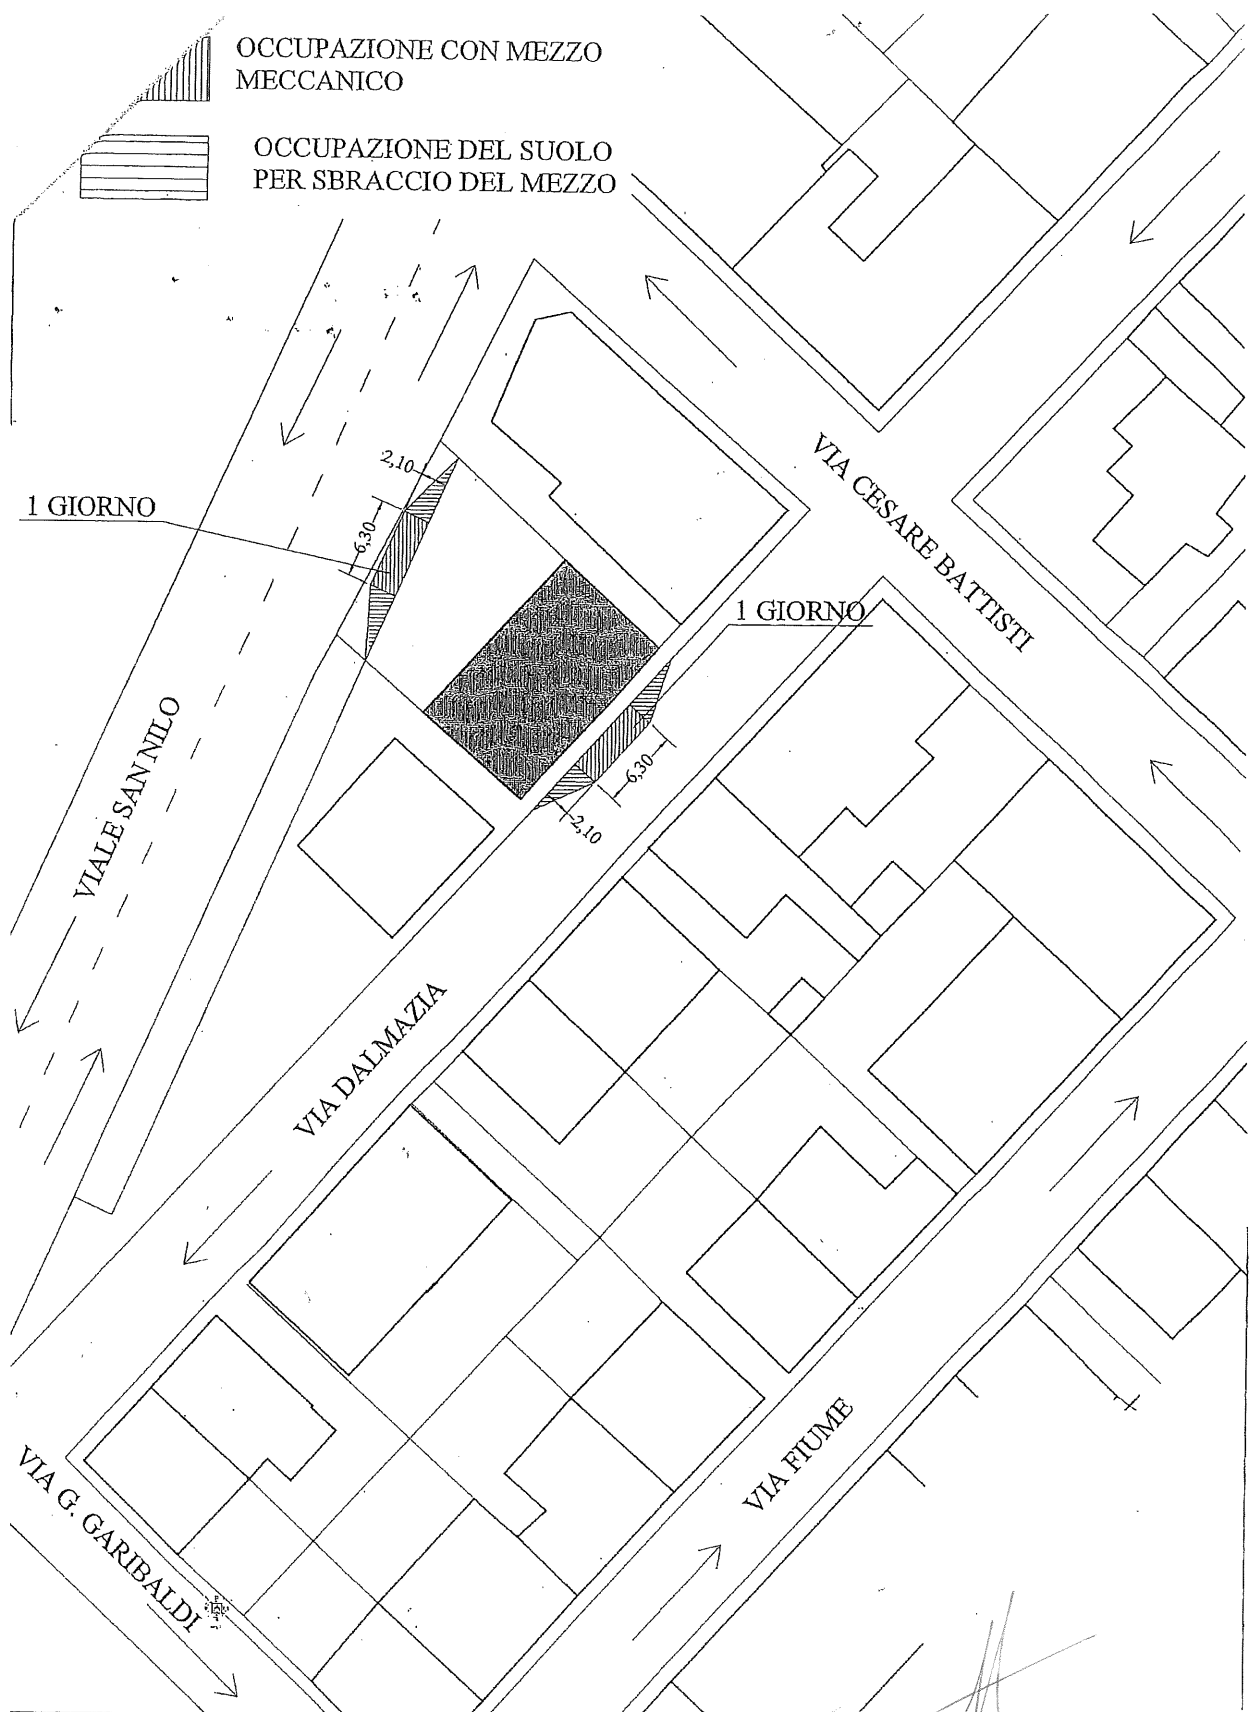 OCCUPAZIONE CON MEZZO
MECCANICO
OCCUPAZIONE DEL SUOLO
PER SBRACCIO DEL MEZZO
2,10
1 GIORNO
6,30
VIA CESARE BATTISTI
1 GIORNO
6,30
2,10
VIALE SAN NILO
VIA DALMAZIA
VIA FIUME
VIA G. GARIBALDI